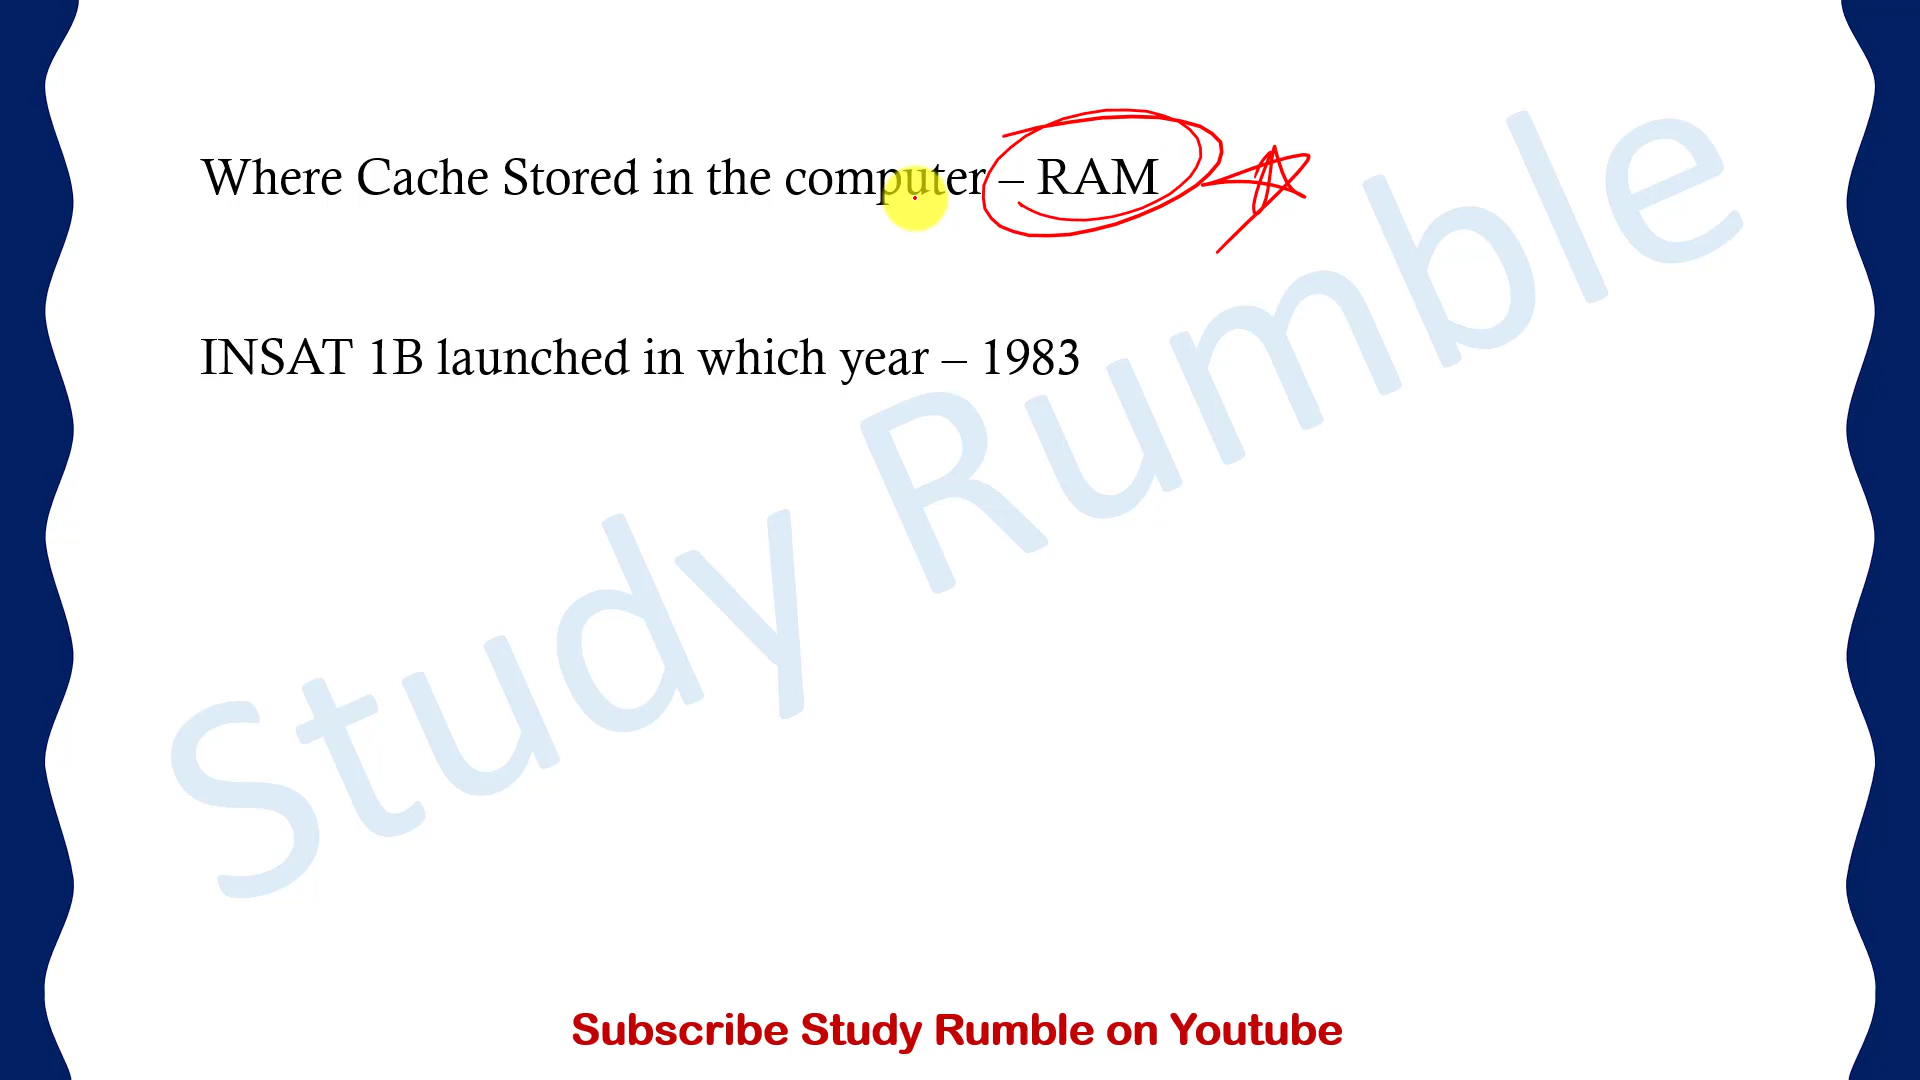 Where Cache Stored in the computer – RAM
INSAT 1B launched in which year – 1983
Study Rumble
Subscribe Study Rumble on Youtube